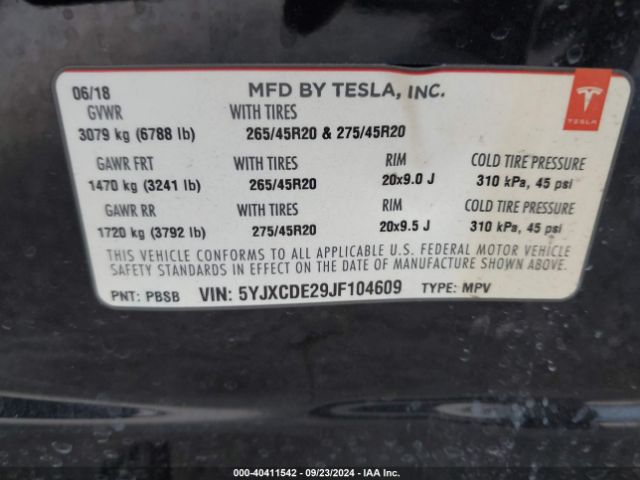 06/18 MFD BY TESLA, INC.
GVWR WITH TIRES
3079 kg (6788 lb) 265/45R20 & 275/45R20
TESLA
GAWR FRT WITH TIRES RIM COLD TIRE PRESSURE
1470 kg (3241 lb) 265/45R20 20x9.0 J 310 kPa, 45 psi
GAWR RR WITH TIRES RIM COLD TIRE PRESSURE
1720 kg (3792 lb) 275/45R20 20x9.5 J 310 kPa, 45 psi
THIS VEHICLE CONFORMS TO ALL APPLICABLE U.S. FEDERAL MOTOR VEHICLE
SAFETY STANDARDS IN EFFECT ON THE DATE OF MANUFACTURE SHOWN ABOVE.
PNT: PBSB VIN: 5YJXCDE29JF104609 TYPE: MPV
000-40411542 - 09/23/2024 - IAA Inc.